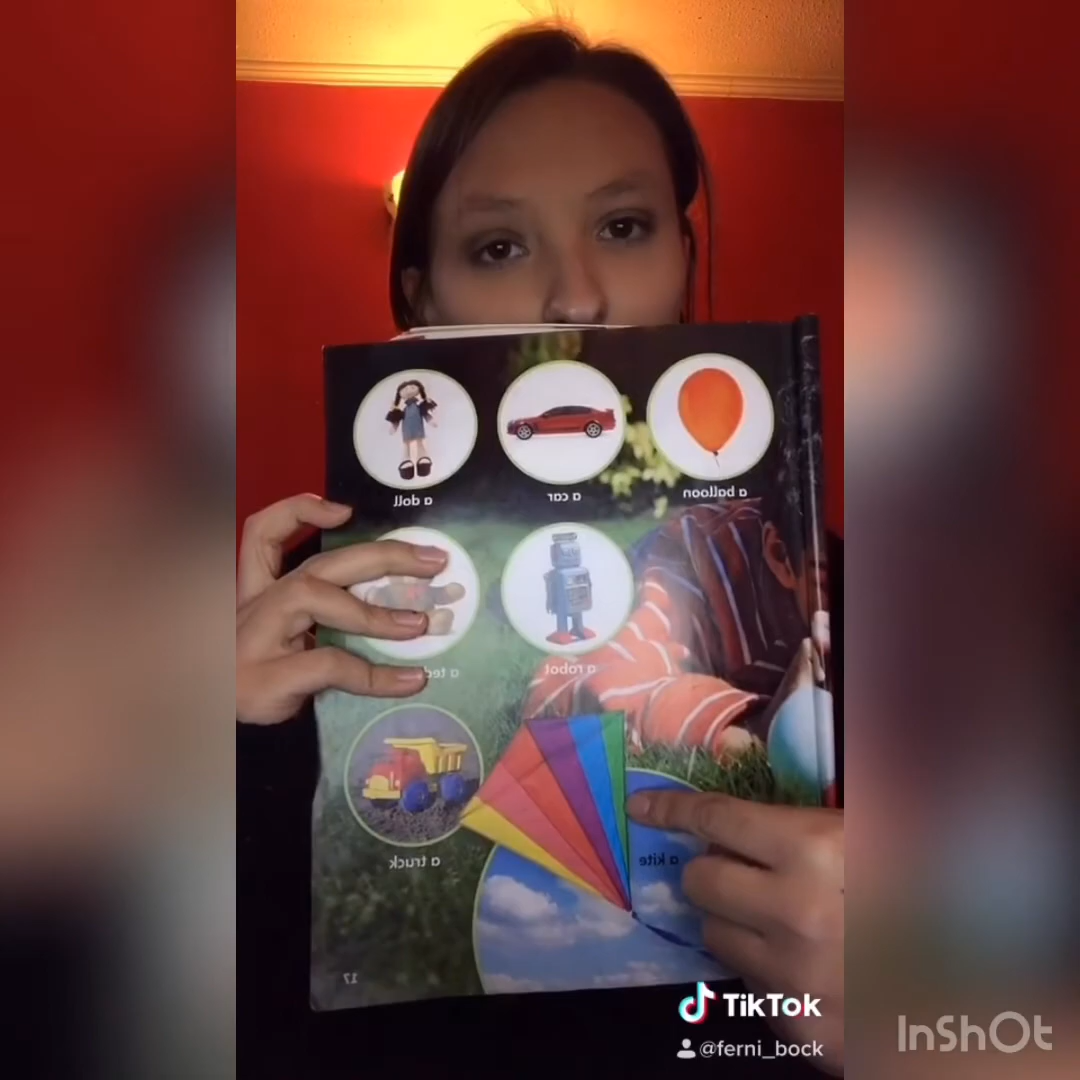 a doll
a car
a balloon
a robot
a truck
a kite
17
TikTok
@ferni_bock
InShOt